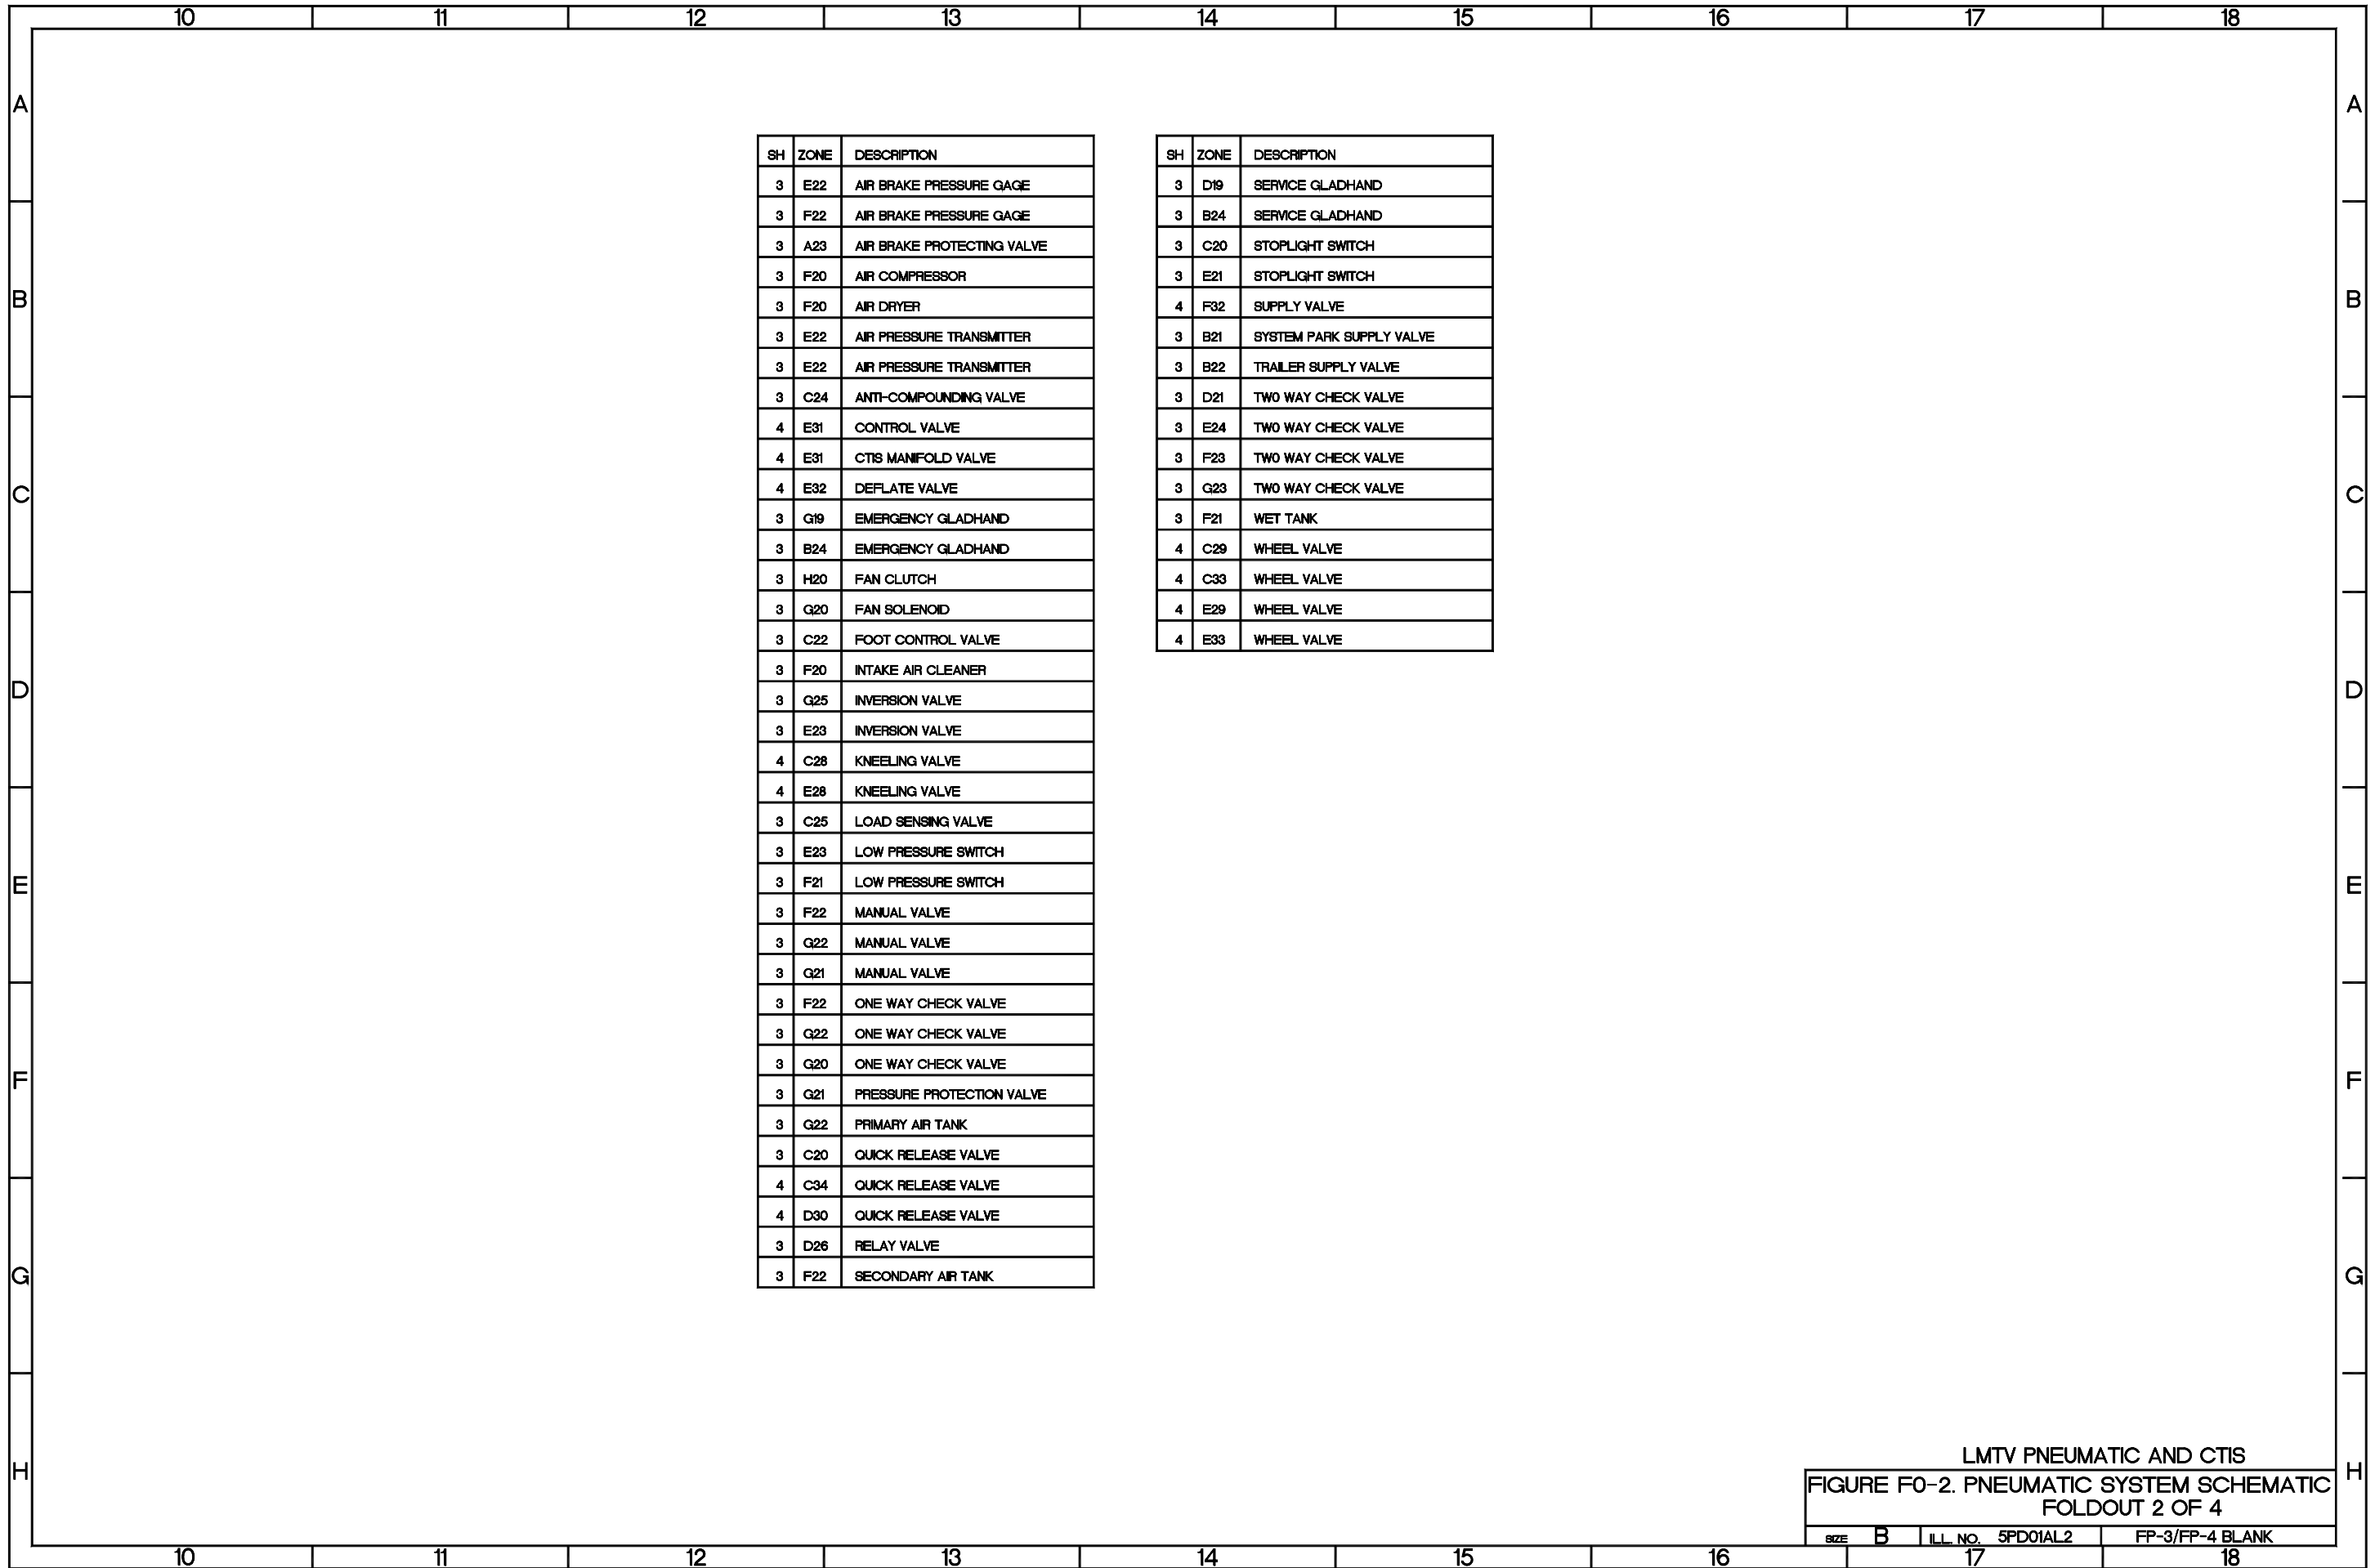 10 11 12 13 14 15 16 17 18
A A
B B
C C
D D
E E
F F
G G
H H
SH ZONE DESCRIPTION
3 E22 AIR BRAKE PRESSURE GAGE
3 F22 AIR BRAKE PRESSURE GAGE
3 A23 AIR BRAKE PROTECTING VALVE
3 F20 AIR COMPRESSOR
3 F20 AIR DRYER
3 E22 AIR PRESSURE TRANSMITTER
3 E22 AIR PRESSURE TRANSMITTER
3 C24 ANTI-COMPOUNDING VALVE
4 E31 CONTROL VALVE
4 E31 CTIS MANIFOLD VALVE
4 E32 DEFLATE VALVE
3 G19 EMERGENCY GLADHAND
3 B24 EMERGENCY GLADHAND
3 H20 FAN CLUTCH
3 G20 FAN SOLENOID
3 C22 FOOT CONTROL VALVE
3 F20 INTAKE AIR CLEANER
3 G25 INVERSION VALVE
3 E23 INVERSION VALVE
4 C28 KNEELING VALVE
4 E28 KNEELING VALVE
3 C25 LOAD SENSING VALVE
3 E23 LOW PRESSURE SWITCH
3 F21 LOW PRESSURE SWITCH
3 F22 MANUAL VALVE
3 G22 MANUAL VALVE
3 G21 MANUAL VALVE
3 F22 ONE WAY CHECK VALVE
3 G22 ONE WAY CHECK VALVE
3 G20 ONE WAY CHECK VALVE
3 G21 PRESSURE PROTECTION VALVE
3 G22 PRIMARY AIR TANK
3 C20 QUICK RELEASE VALVE
4 C34 QUICK RELEASE VALVE
4 D30 QUICK RELEASE VALVE
3 D26 RELAY VALVE
3 F22 SECONDARY AIR TANK
SH ZONE DESCRIPTION
3 D19 SERVICE GLADHAND
3 B24 SERVICE GLADHAND
3 C20 STOPLIGHT SWITCH
3 E21 STOPLIGHT SWITCH
4 F32 SUPPLY VALVE
3 B21 SYSTEM PARK SUPPLY VALVE
3 B22 TRAILER SUPPLY VALVE
3 D21 TWO WAY CHECK VALVE
3 E24 TWO WAY CHECK VALVE
3 F23 TWO WAY CHECK VALVE
3 G23 TWO WAY CHECK VALVE
3 F21 WET TANK
4 C29 WHEEL VALVE
4 C33 WHEEL VALVE
4 E29 WHEEL VALVE
4 E33 WHEEL VALVE
LMTV PNEUMATIC AND CTIS
FIGURE FO-2. PNEUMATIC SYSTEM SCHEMATIC
FOLDOUT 2 OF 4
SIZE B ILL. NO. 5PD01AL2 FP-3/FP-4 BLANK
10 11 12 13 14 15 16 17 18